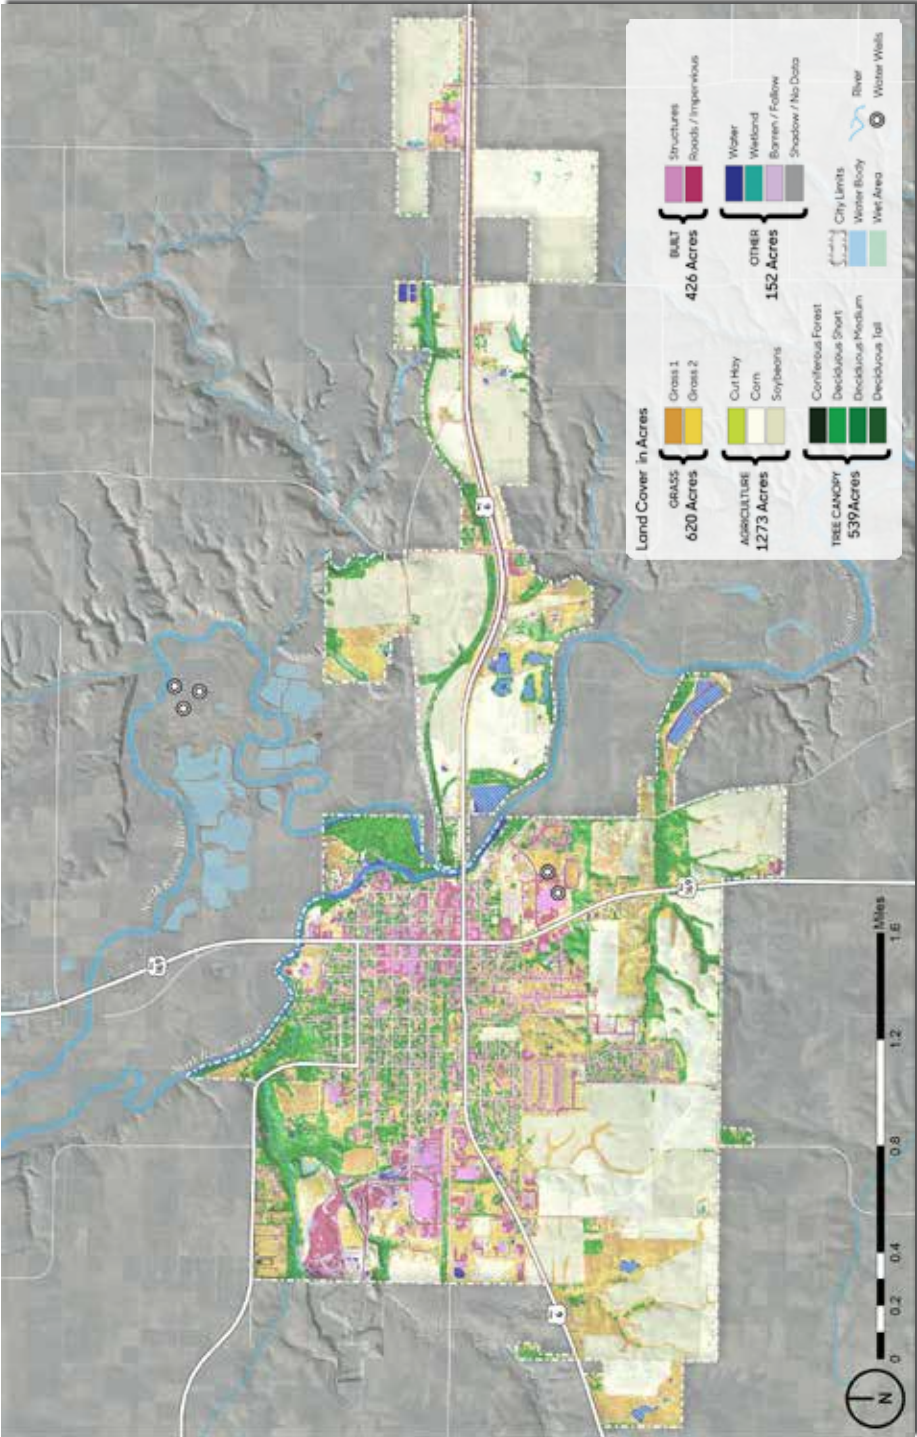 Land Cover in Acres
GRASS
620 Acres
Grass 1
Grass 2
AGRICULTURE
1273 Acres
Cut Hay
Corn
Soybeans
TREE CANOPY
539Acres
Coniferous Forest
Deciduous Short
Deciduous Medium
Deciduous Tall
BUILT
426 Acres
Structures
Roads / Impervious
OTHER
152 Acres
Water
Wetland
Barren / Fallow
Shadow / No Data
City Limits
Water Body
Wet Area
River
Water Wells
6
6
69
0
0.2
0.4
0.8
1.2
1.6
Miles
N